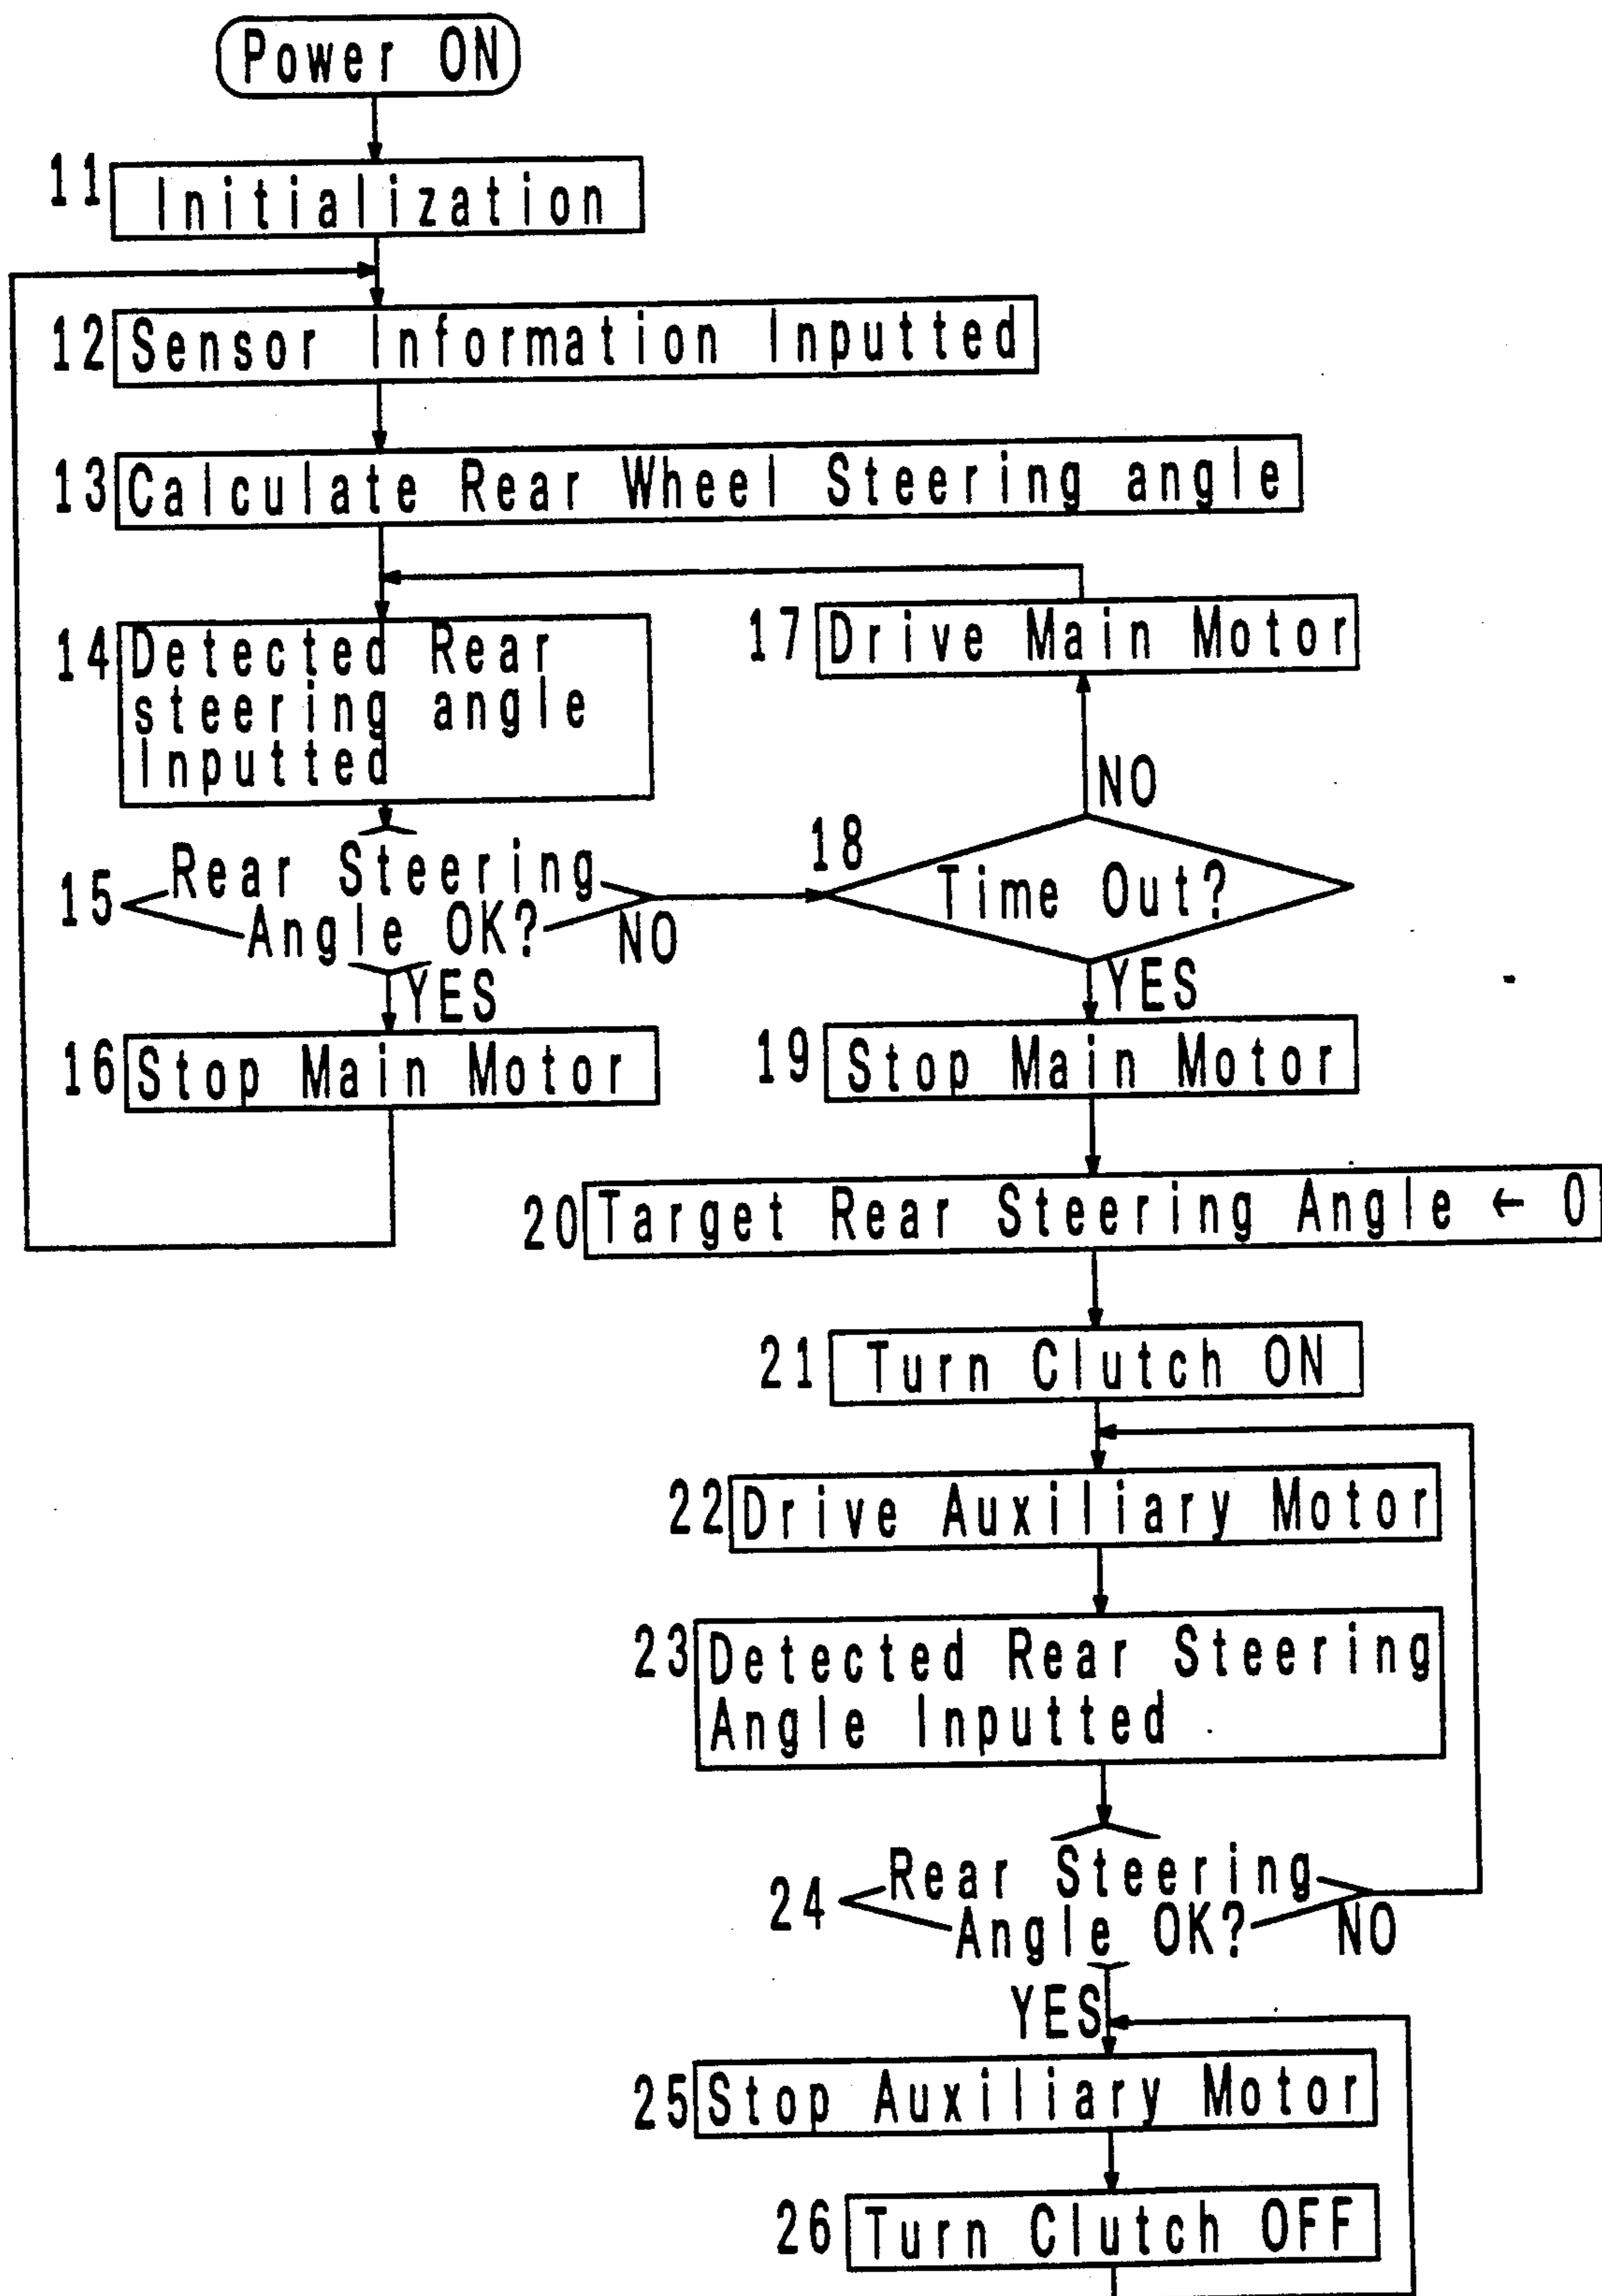 Power ON
11 Initialization
12 Sensor Information Inputted
13 Calculate Rear Wheel Steering angle
14 Detected Rear
steering angle
Inputted
17 Drive Main Motor
NO
15 Rear Steering
Angle OK?
NO
18 Time Out?
YES
YES
16 Stop Main Motor
19 Stop Main Motor
20 Target Rear Steering Angle ← 0
21 Turn Clutch ON
22 Drive Auxiliary Motor
23 Detected Rear Steering
Angle Inputted
24 Rear Steering
Angle OK?
NO
YES
25 Stop Auxiliary Motor
26 Turn Clutch OFF